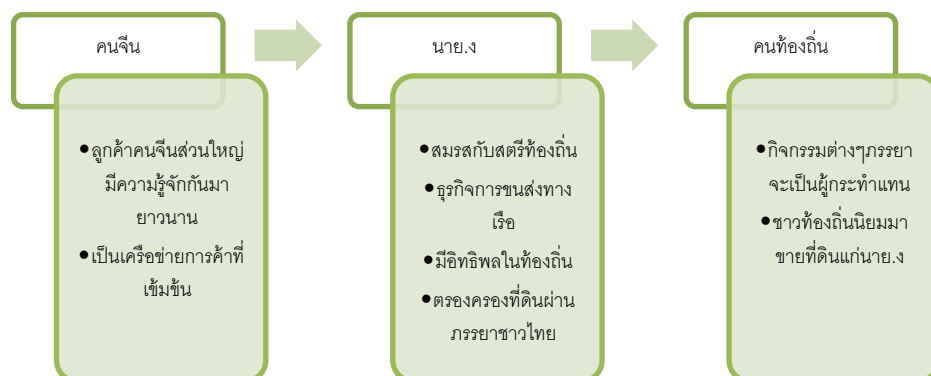 คนจีน
•ลูกค้าคนจีนส่วนใหญ่
มีความรู้จักกันมา
ยาวนาน
•เป็นเครือข่ายการค้าที่
เข้มข้น
นาย.ง
•สมรสกับสตรีท้องถิ่น
•ธุรกิจการขนส่งทาง
เรือ
•มีอิทธิพลในท้องถิ่น
•ตรองครองที่ดินผ่าน
ภรรยาชาวไทย
คนท้องถิ่น
•กิจกรรมต่างๆภรรยา
จะเป็นผู้กระทำแทน
•ชาวท้องถิ่นนิยมมา
ขายที่ดินแก่นาย.ง